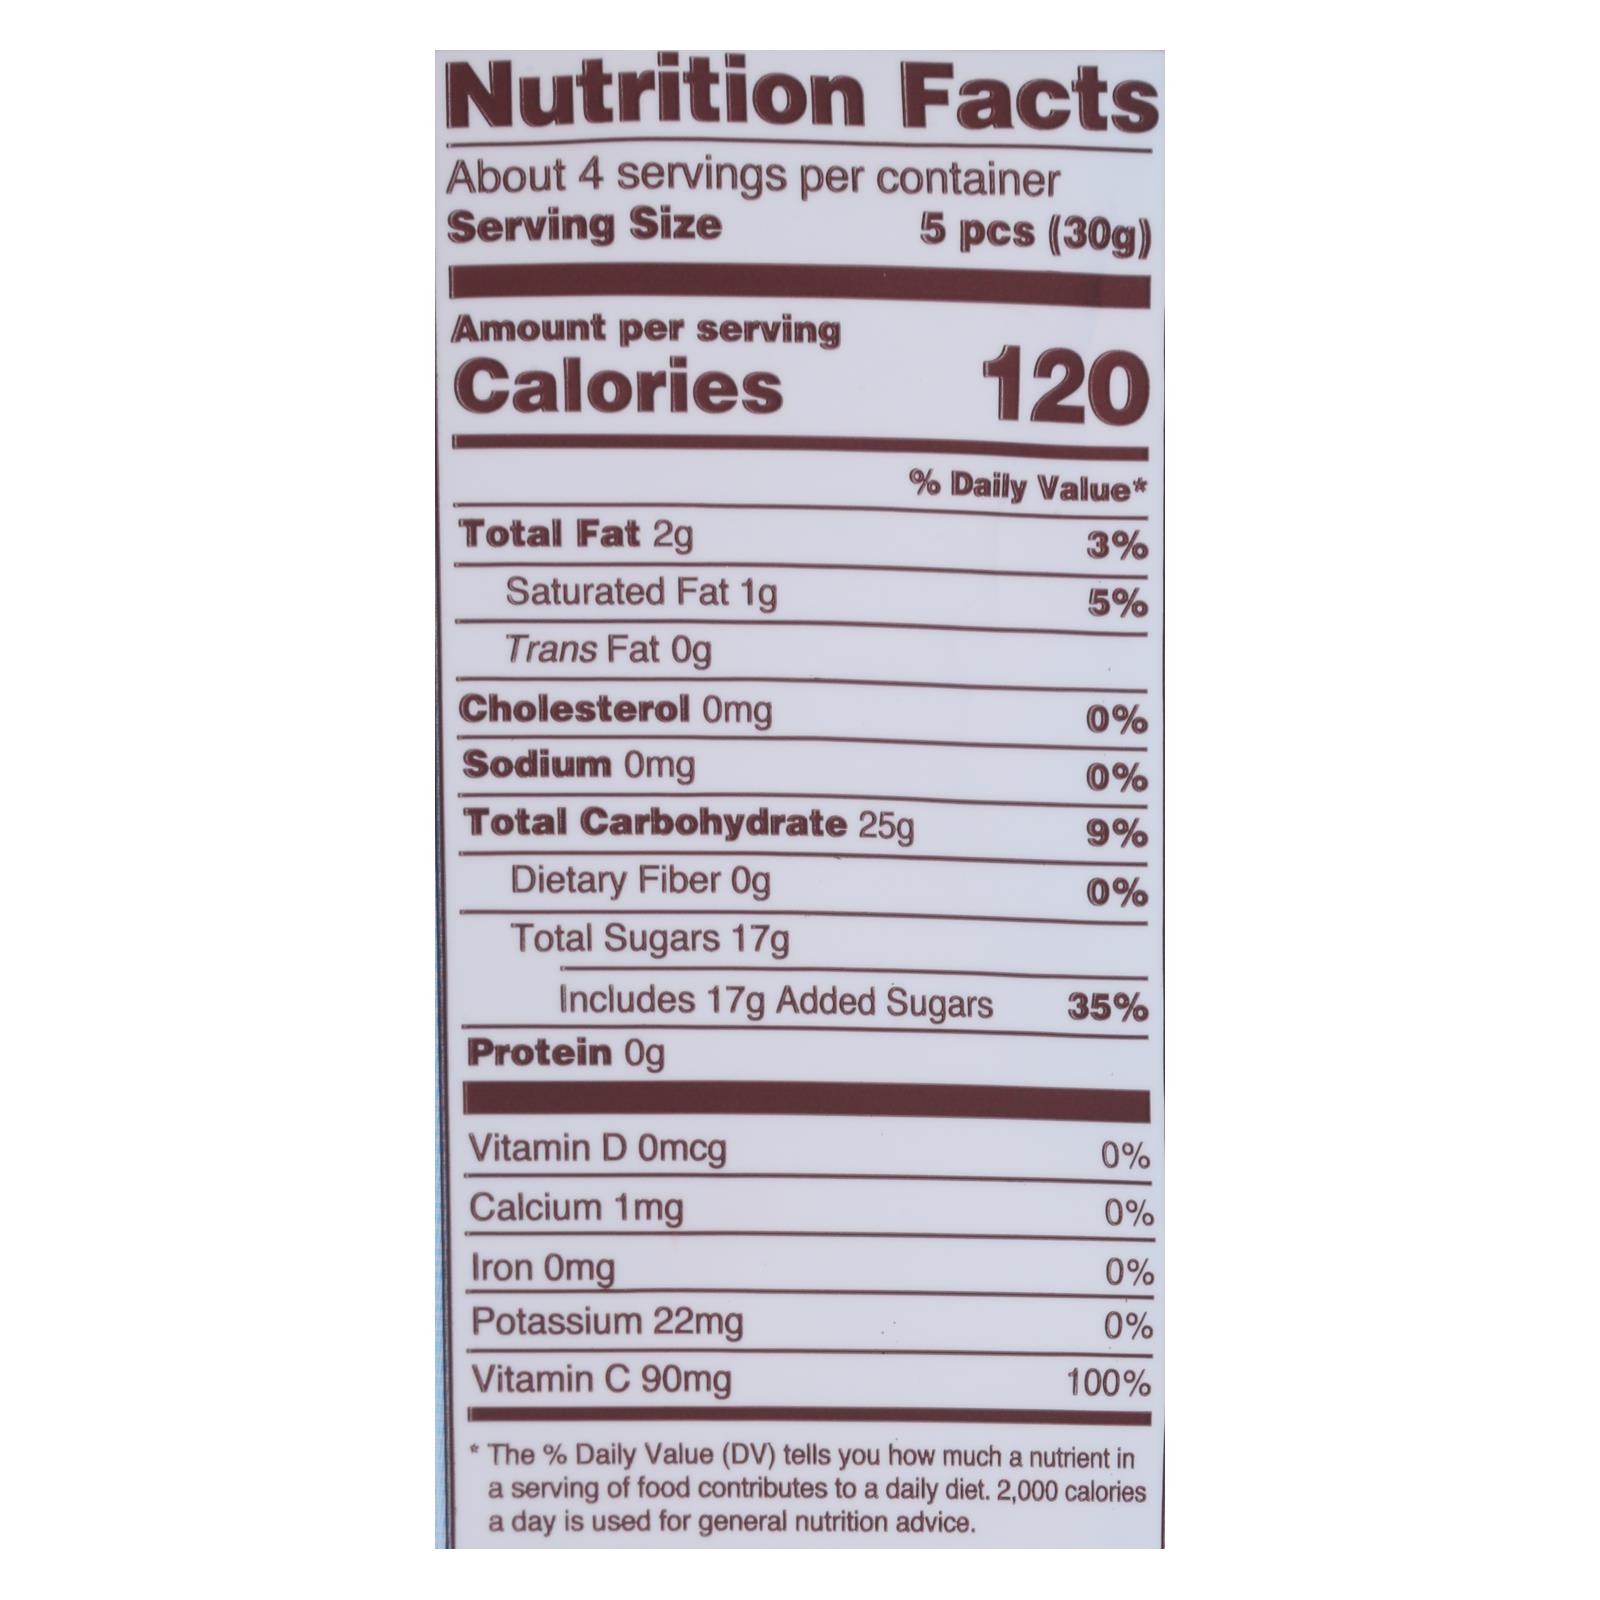 Nutrition Facts
About 4 servings per container
Serving Size 5 pcs (30g)
Amount per serving
Calories 120
% Daily Value*
Total Fat 2g 3%
Saturated Fat 1g 5%
Trans Fat 0g
Cholesterol 0mg 0%
Sodium 0mg 0%
Total Carbohydrate 25g 9%
Dietary Fiber 0g 0%
Total Sugars 17g
Includes 17g Added Sugars 35%
Protein 0g
Vitamin D 0mcg 0%
Calcium 1mg 0%
Iron 0mg 0%
Potassium 22mg 0%
Vitamin C 90mg 100%
* The % Daily Value (DV) tells you how much a nutrient in
a serving of food contributes to a daily diet. 2,000 calories
a day is used for general nutrition advice.